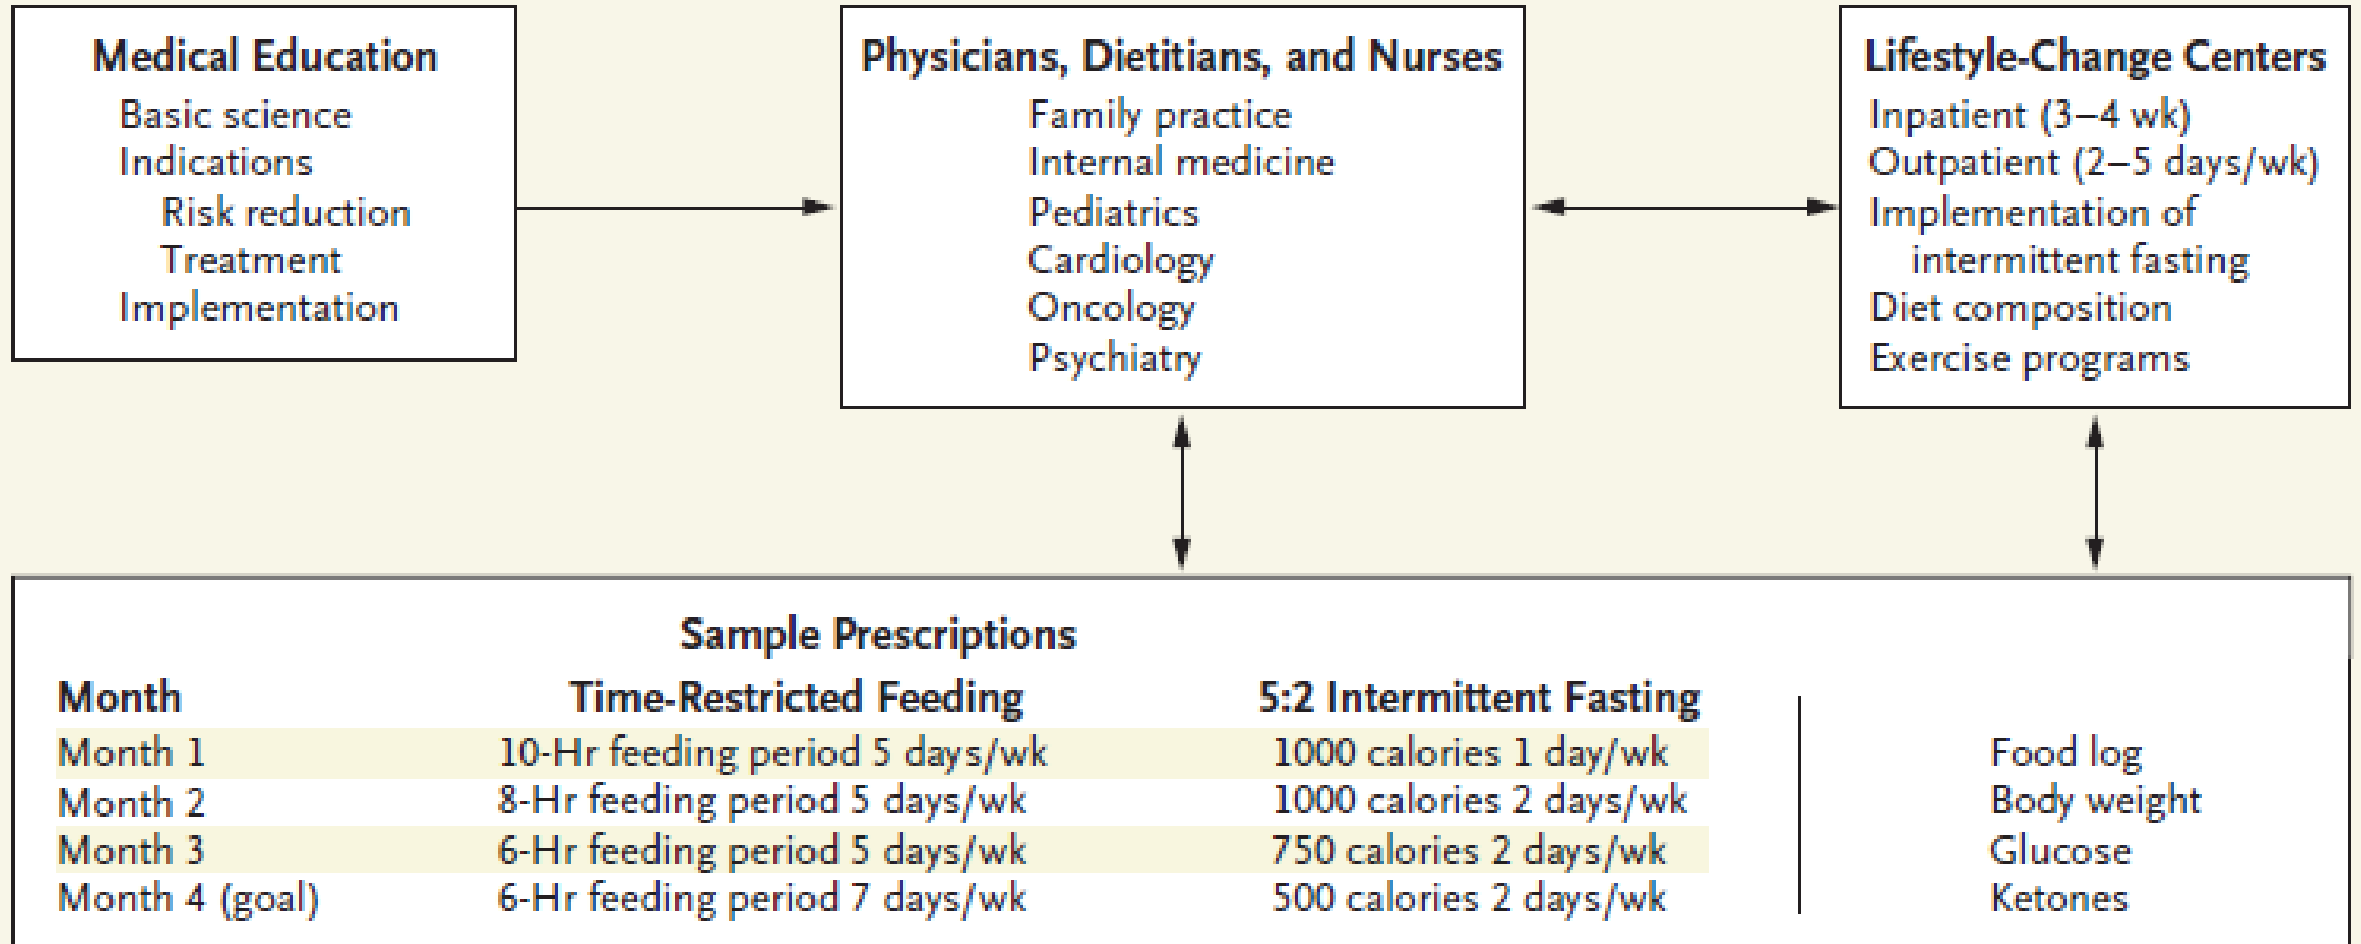 Medical Education
Basic science
Indications
Risk reduction
Treatment
Implementation
Physicians, Dietitians, and Nurses
Family practice
Internal medicine
Pediatrics
Cardiology
Oncology
Psychiatry
Lifestyle-Change Centers
Inpatient (3–4 wk)
Outpatient (2–5 days/wk)
Implementation of
intermittent fasting
Diet composition
Exercise programs
Sample Prescriptions
Month Time-Restricted Feeding 5:2 Intermittent Fasting
Month 1 10-Hr feeding period 5 days/wk 1000 calories 1 day/wk Food log
Month 2 8-Hr feeding period 5 days/wk 1000 calories 2 days/wk Body weight
Month 3 6-Hr feeding period 5 days/wk 750 calories 2 days/wk Glucose
Month 4 (goal) 6-Hr feeding period 7 days/wk 500 calories 2 days/wk Ketones